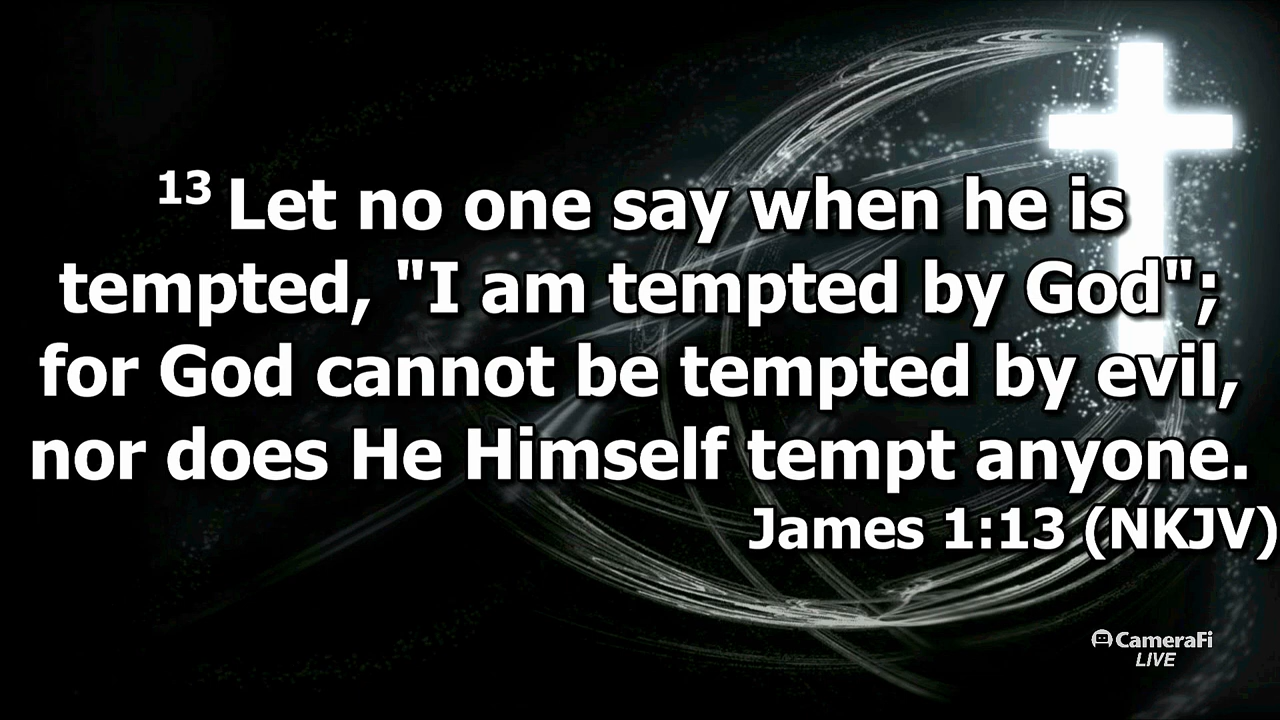 13 Let no one say when he is
tempted, "I am tempted by God";
for God cannot be tempted by evil,
nor does He Himself tempt anyone.
James 1:13 (NKJV)
CameraFi
LIVE